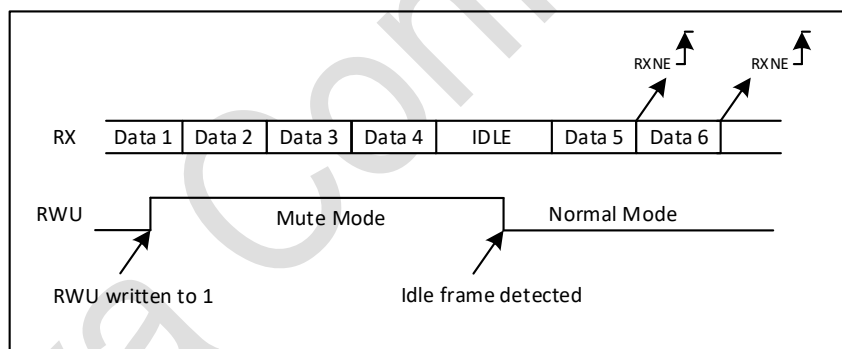 RXNE RXNE
RX Data 1 Data 2 Data 3 Data 4 IDLE Data 5 Data 6
RWU Mute Mode Normal Mode
RWU written to 1 Idle frame detected